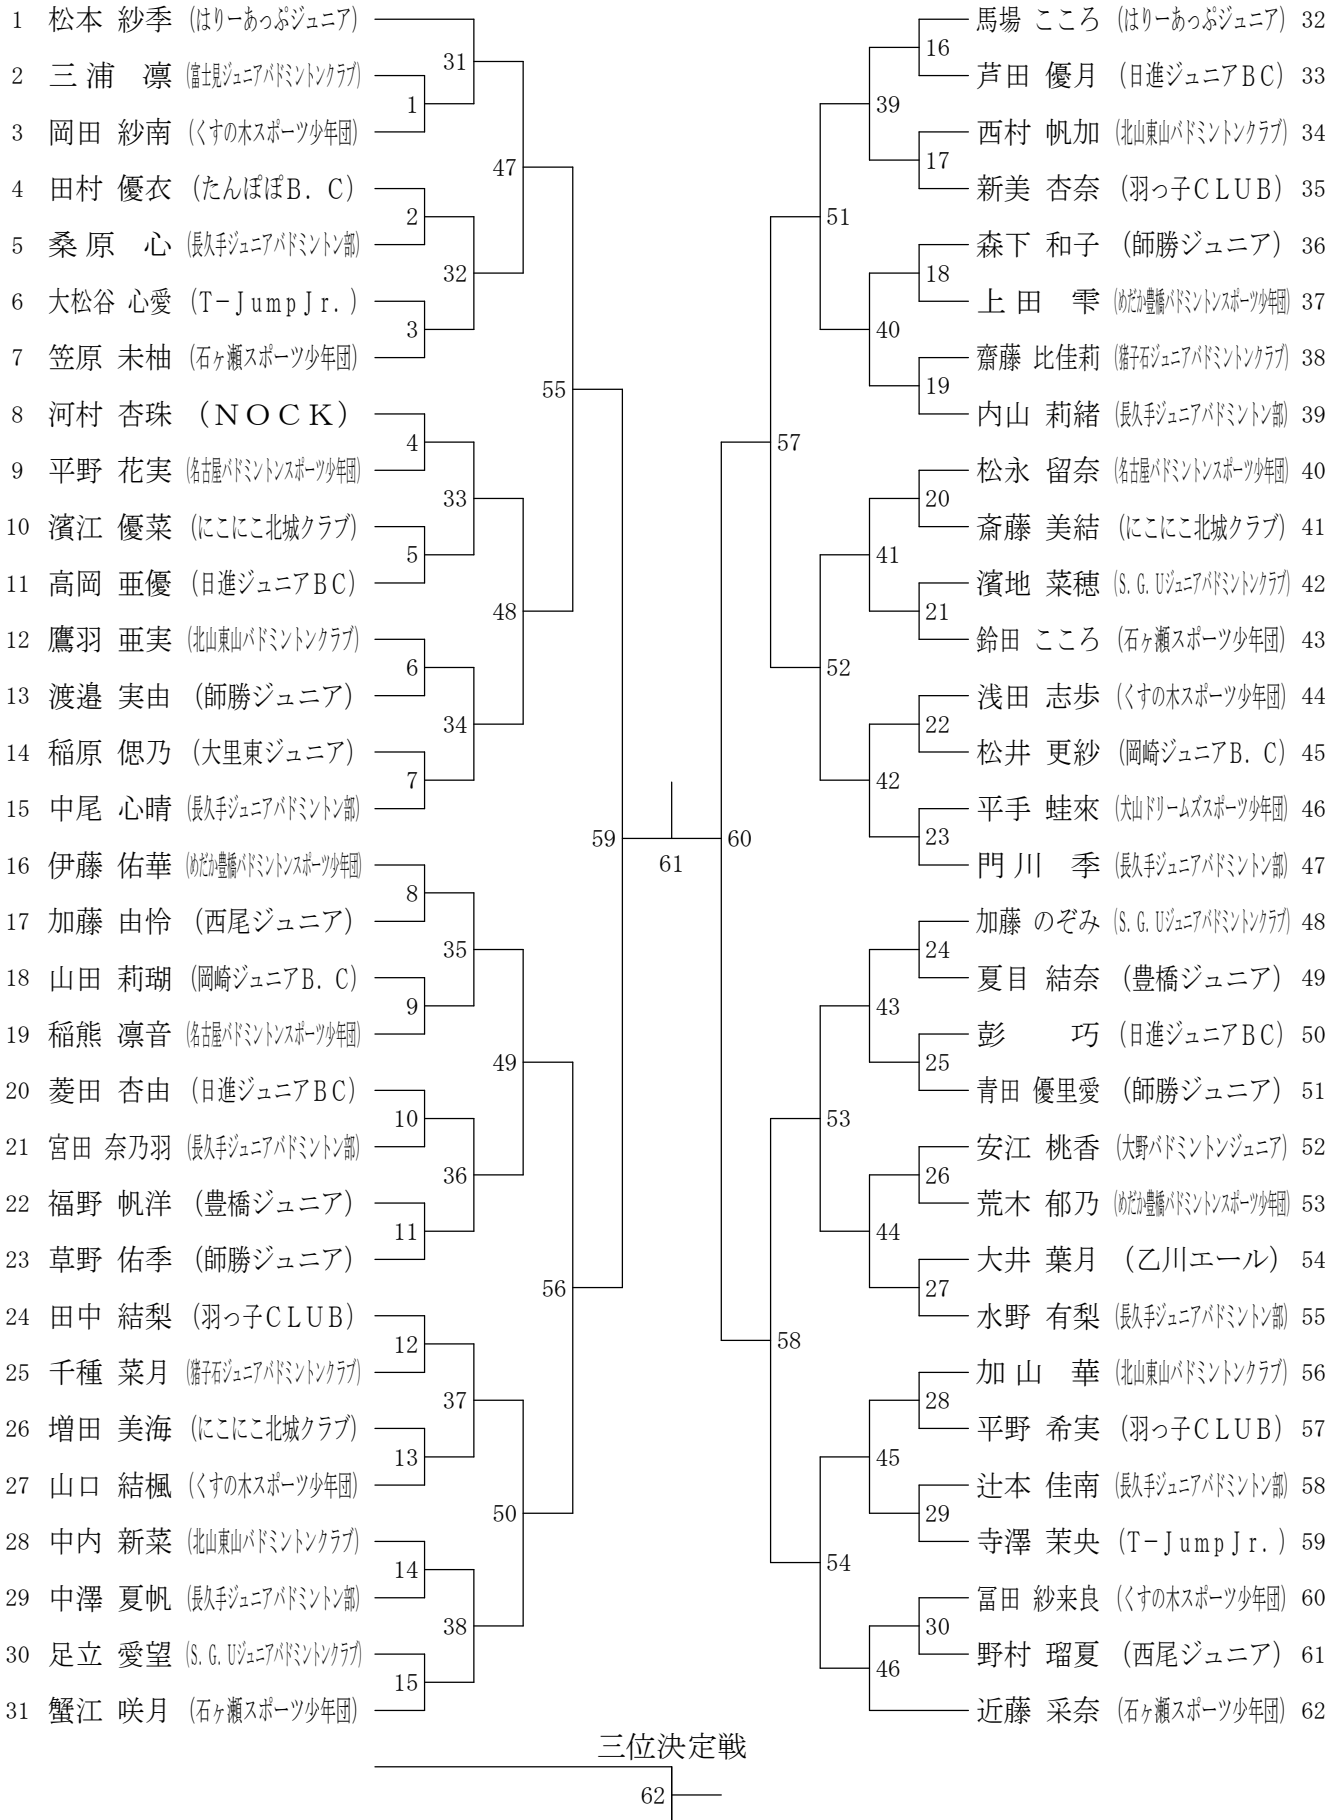 1 松本 紗季 (はりーあっぷジュニア)
2 三浦 凛 (富士見ジュニアバドミントンクラブ)
3 岡田 紗南 (くすの木スポーツ少年団)
4 田村 優衣 (たんぽぽB.C)
5 桑原 心 (長久手ジュニアバドミントン部)
6 大松谷 心愛 (T-JumpJr.)
7 笠原 未柚 (石ヶ瀬スポーツ少年団)
8 河村 杏珠 (NOCK)
9 平野 花実 (名古屋バドミントンスポーツ少年団)
10 濱江 優菜 (にこにこ北城クラブ)
11 高岡 亜優 (日進ジュニアBC)
12 鷹羽 亜実 (北山東山バドミントンクラブ)
13 渡邉 実由 (師勝ジュニア)
14 稲原 偲乃 (大里東ジュニア)
15 中尾 心晴 (長久手ジュニアバドミントン部)
16 伊藤 佑華 (めだか豊橋バドミントンスポーツ少年団)
17 加藤 由怜 (西尾ジュニア)
18 山田 莉瑚 (岡崎ジュニアB.C)
19 稲熊 凛音 (名古屋バドミントンスポーツ少年団)
20 菱田 杏由 (日進ジュニアBC)
21 宮田 奈乃羽 (長久手ジュニアバドミントン部)
22 福野 帆洋 (豊橋ジュニア)
23 草野 佑季 (師勝ジュニア)
24 田中 結梨 (羽っ子CLUB)
25 千種 菜月 (猪子石ジュニアバドミントンクラブ)
26 増田 美海 (にこにこ北城クラブ)
27 山口 結楓 (くすの木スポーツ少年団)
28 中内 新菜 (北山東山バドミントンクラブ)
29 中澤 夏帆 (長久手ジュニアバドミントン部)
30 足立 愛望 (S.G.Uジュニアバドミントンクラブ)
31 蟹江 咲月 (石ヶ瀬スポーツ少年団)
1
2
3
4
5
6
7
8
9
10
11
12
13
14
15
31
32
33
34
35
36
37
38
47
48
49
50
55
56
59
61
60
57
58
51
52
53
54
39
40
41
42
43
44
45
46
16
17
18
19
20
21
22
23
24
25
26
27
28
29
30
馬場 こころ (はりーあっぷジュニア) 32
芦田 優月 (日進ジュニアBC) 33
西村 帆加 (北山東山バドミントンクラブ) 34
新美 杏奈 (羽っ子CLUB) 35
森下 和子 (師勝ジュニア) 36
上田 雫 (めだか豊橋バドミントンスポーツ少年団) 37
齋藤 比佳莉 (猪子石ジュニアバドミントンクラブ) 38
内山 莉緒 (長久手ジュニアバドミントン部) 39
松永 留奈 (名古屋バドミントンスポーツ少年団) 40
斎藤 美結 (にこにこ北城クラブ) 41
濱地 菜穂 (S.G.Uジュニアバドミントンクラブ) 42
鈴田 こころ (石ヶ瀬スポーツ少年団) 43
浅田 志歩 (くすの木スポーツ少年団) 44
松井 更紗 (岡崎ジュニアB.C) 45
平手 蛙來 (犬山ドリームズスポーツ少年団) 46
門川 季 (長久手ジュニアバドミントン部) 47
加藤 のぞみ (S.G.Uジュニアバドミントンクラブ) 48
夏目 結奈 (豊橋ジュニア) 49
彭 巧 (日進ジュニアBC) 50
青田 優里愛 (師勝ジュニア) 51
安江 桃香 (大野バドミントンジュニア) 52
荒木 郁乃 (めだか豊橋バドミントンスポーツ少年団) 53
大井 葉月 (乙川エール) 54
水野 有梨 (長久手ジュニアバドミントン部) 55
加山 華 (北山東山バドミントンクラブ) 56
平野 希実 (羽っ子CLUB) 57
辻本 佳南 (長久手ジュニアバドミントン部) 58
寺澤 茉央 (T-JumpJr.) 59
冨田 紗来良 (くすの木スポーツ少年団) 60
野村 瑠夏 (西尾ジュニア) 61
近藤 采奈 (石ヶ瀬スポーツ少年団) 62
三位決定戦
62